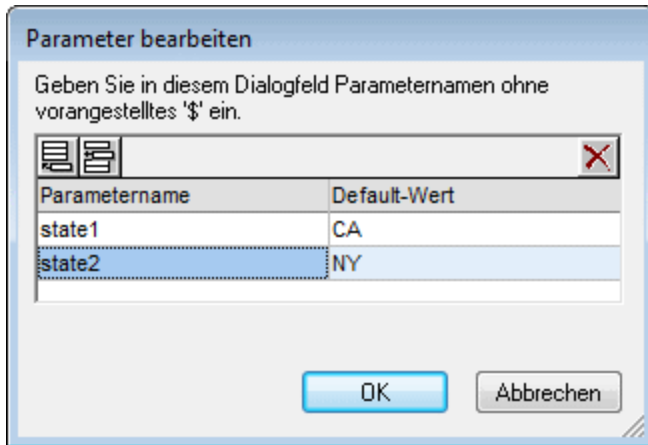 Parameter bearbeiten
Geben Sie in diesem Dialogfeld Parameternamen ohne
vorangestelltes '$' ein.
Parametername Default-Wert
state1 CA
state2 NY
OK Abbrechen